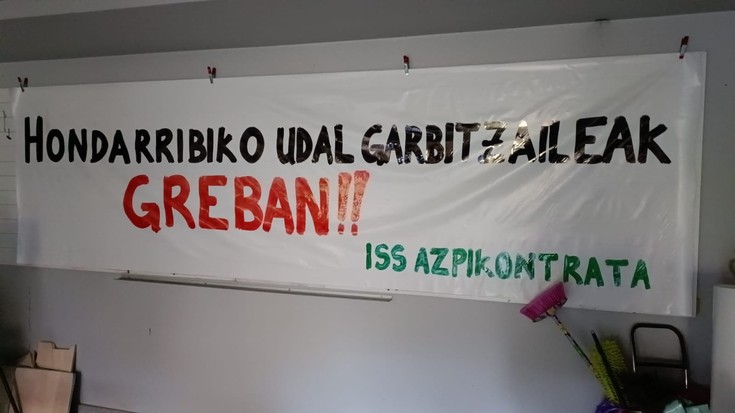 HONDARRIBIKO UDAL GARBITZAILEAK
GREBAN!!
ISS AZPIKONTRATA